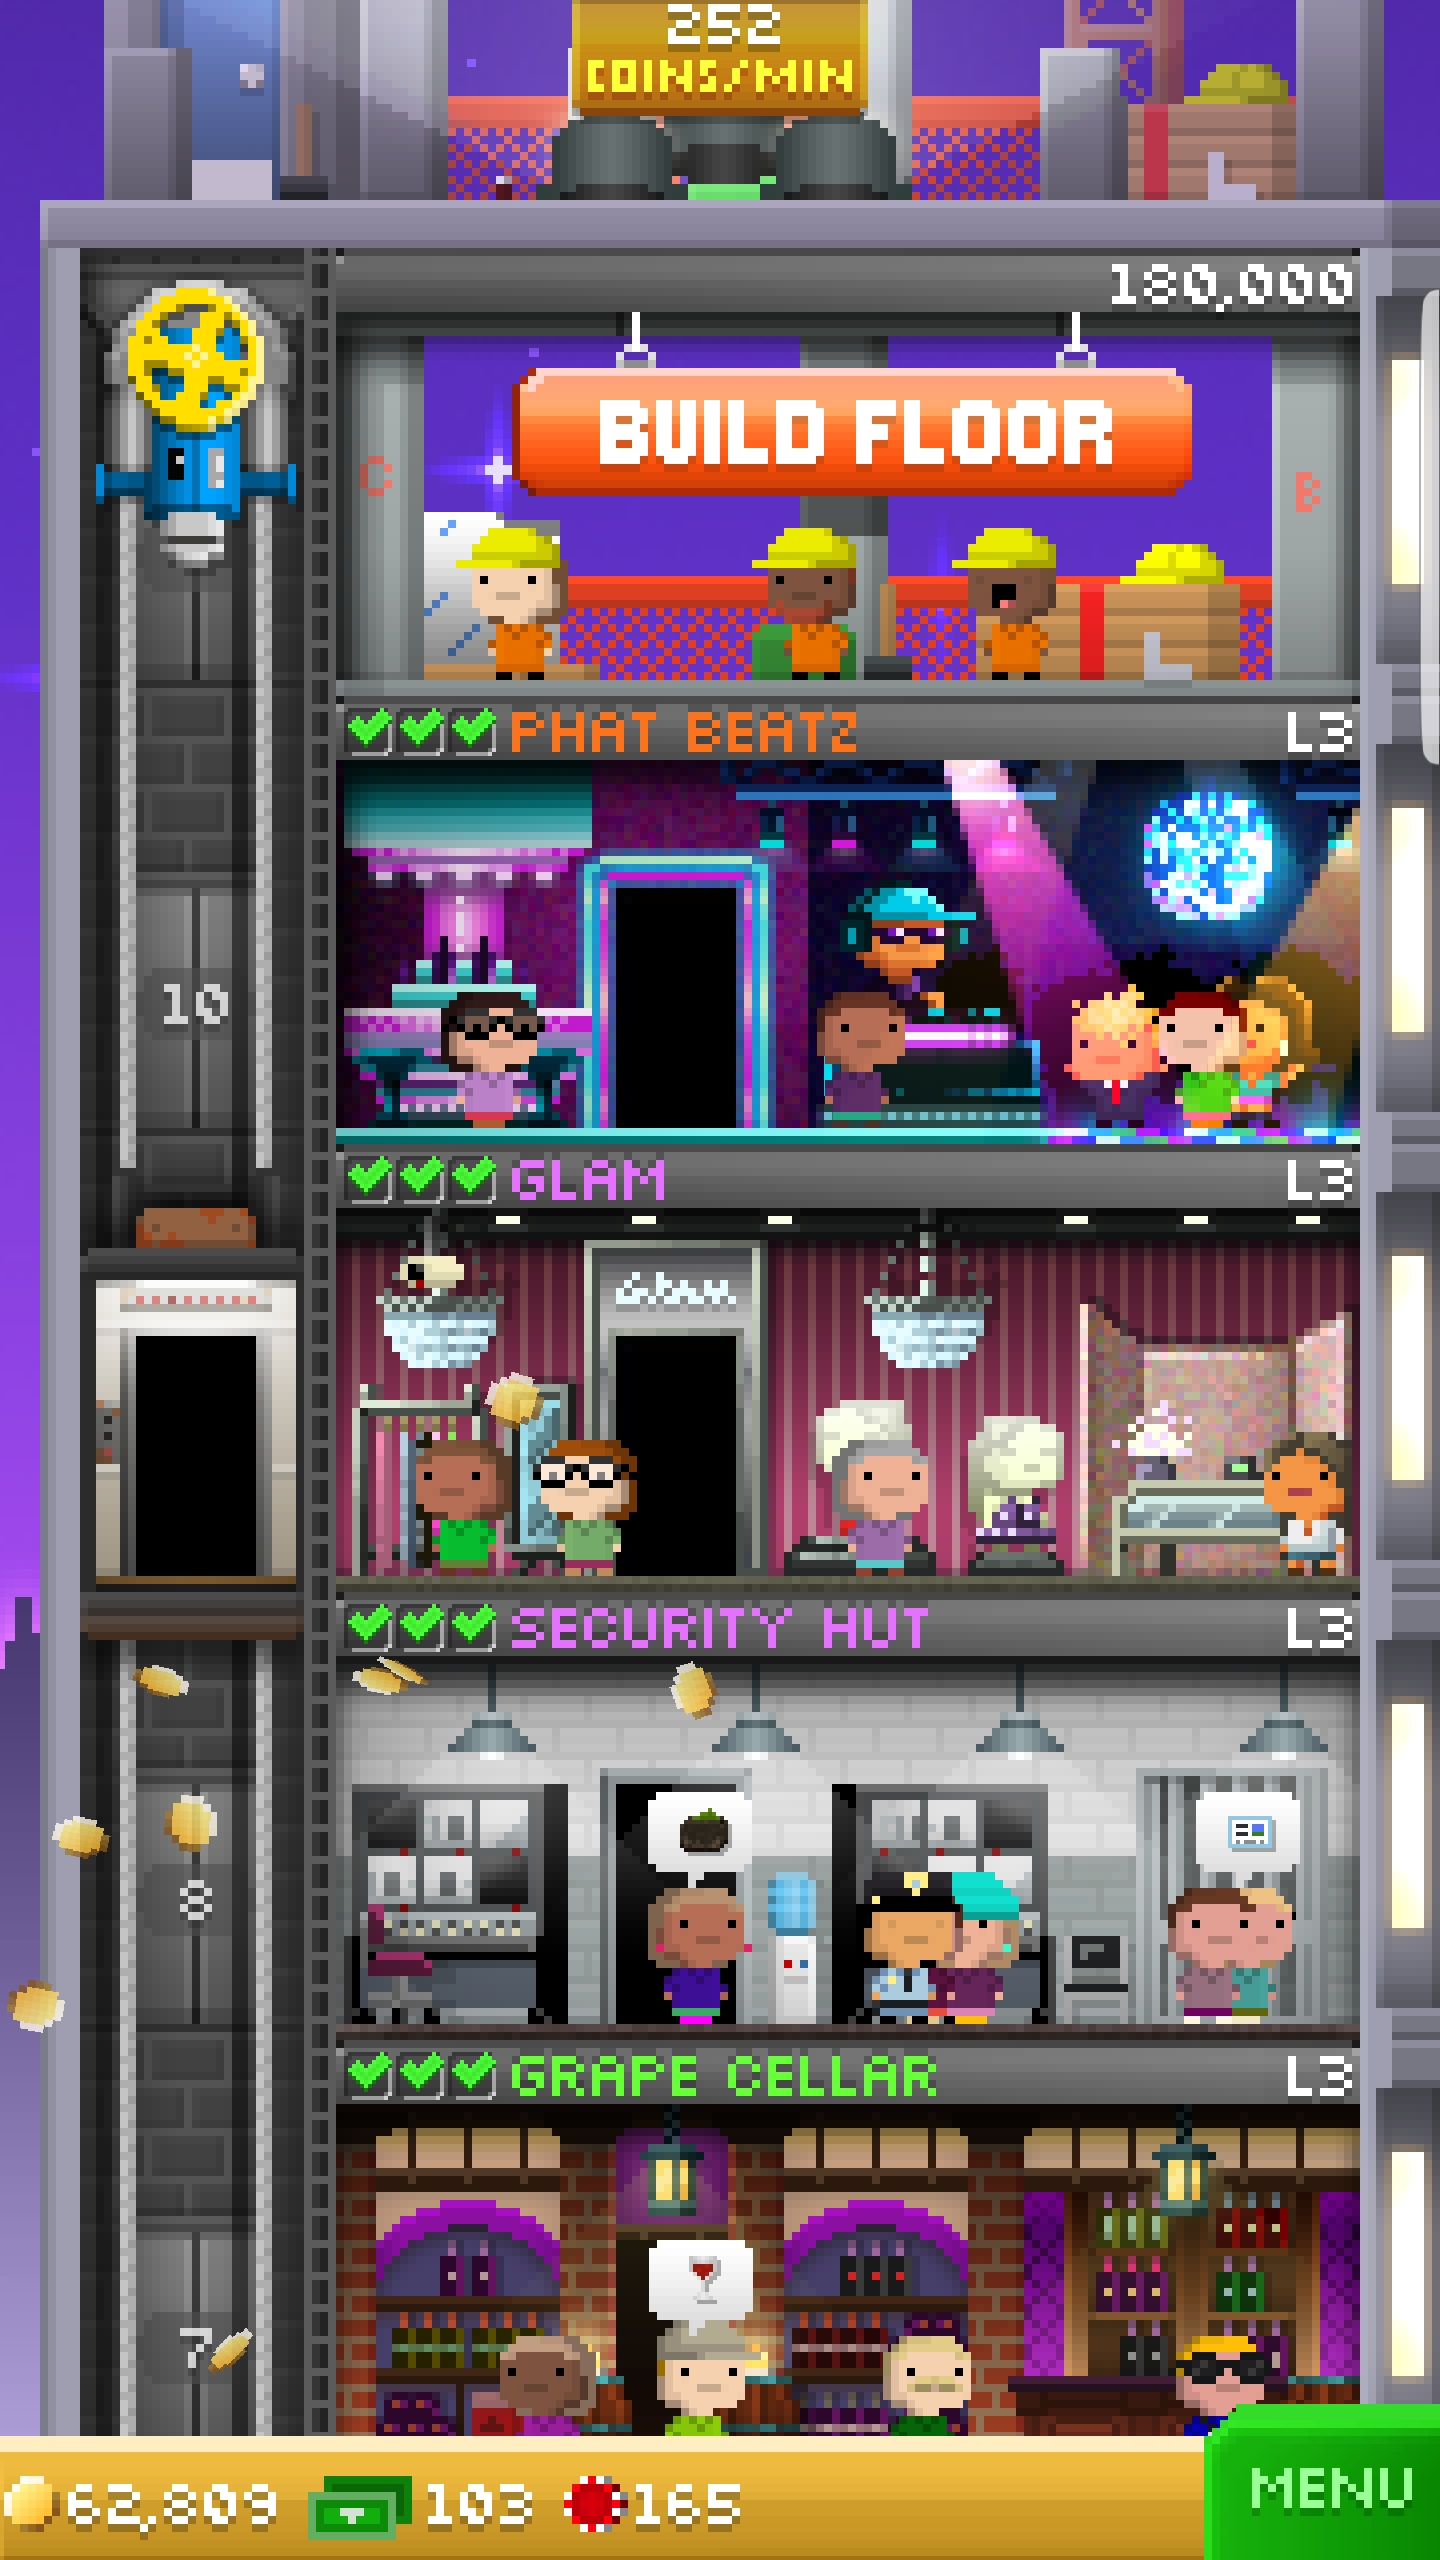 252
COINS/MIN
180,000
BUILD FLOOR
C
B
PHAT BEATZ
L3
10
GLAM
L3
Glam
SECURITY HUT
L3
8
GRAPE CELLAR
L3
7
62,809
103
165
MENU